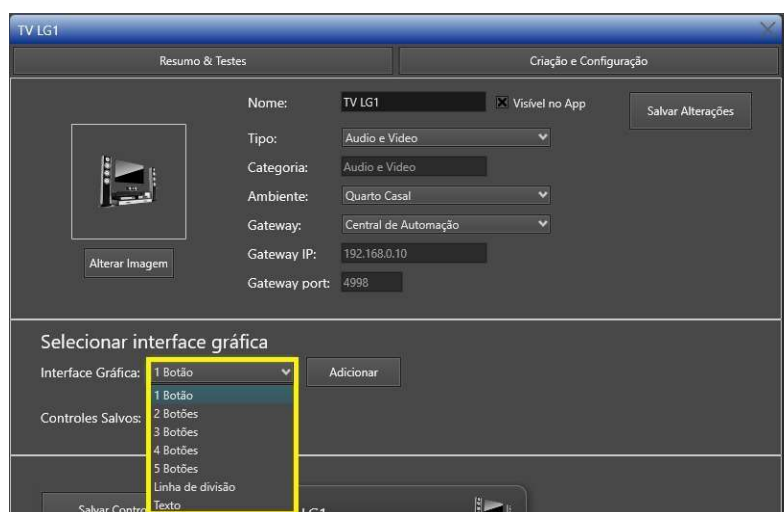 TV LG1
Resumo & Testes
Criação e Configuração
Nome: TV LG1 Visível no App
Salvar Alterações
Tipo: Audio e Video
Categoria: Audio e Video
Ambiente: Quarto Casal
Gateway: Central de Automação
Alterar Imagem
Gateway IP: 192.168.0.10
Gateway port: 4998
Selecionar interface gráfica
Interface Gráfica: 1 Botão Adicionar
1 Botão
Controles Salvos:
2 Botões
3 Botões
4 Botões
5 Botões
Linha de divisão
Texto
Salvar Contro
LG1